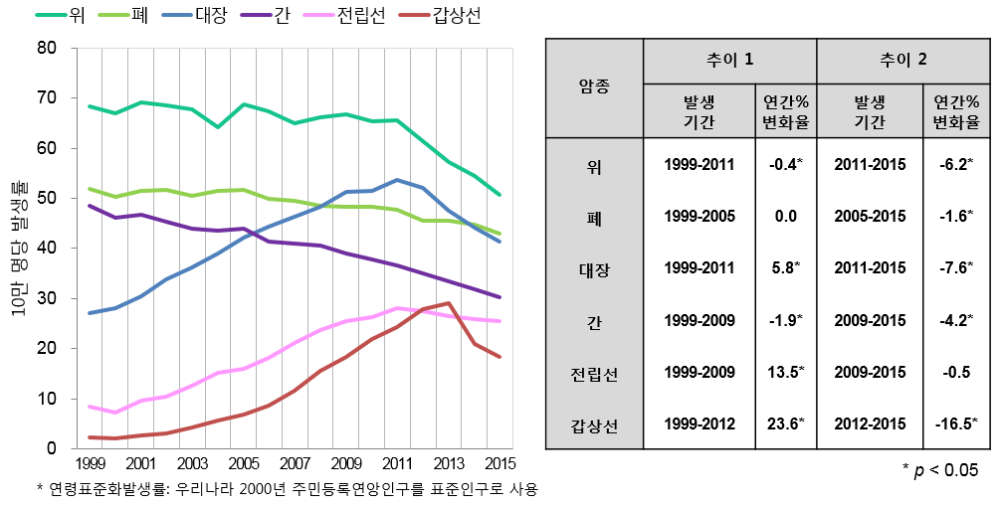 위 폐 대장 간 전립선 갑상선
10만 명당 발생률
80
70
60
50
40
30
20
10
0
1999 2001 2003 2005 2007 2009 2011 2013 2015
* 연령표준화발생률: 우리나라 2000년 주민등록연앙인구를 표준인구로 사용
암종 추이 1 추이 2
발생 기간 연간% 변화율 발생 기간 연간% 변화율
위 1999-2011 -0.4* 2011-2015 -6.2*
폐 1999-2005 0.0 2005-2015 -1.6*
대장 1999-2011 5.8* 2011-2015 -7.6*
간 1999-2009 -1.9* 2009-2015 -4.2*
전립선 1999-2009 13.5* 2009-2015 -0.5
갑상선 1999-2012 23.6* 2012-2015 -16.5*
* p < 0.05